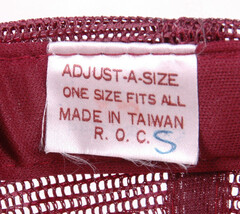 ADJUST-A-SIZE
ONE SIZE FITS ALL
MADE IN TAIWAN
R. O. C. S